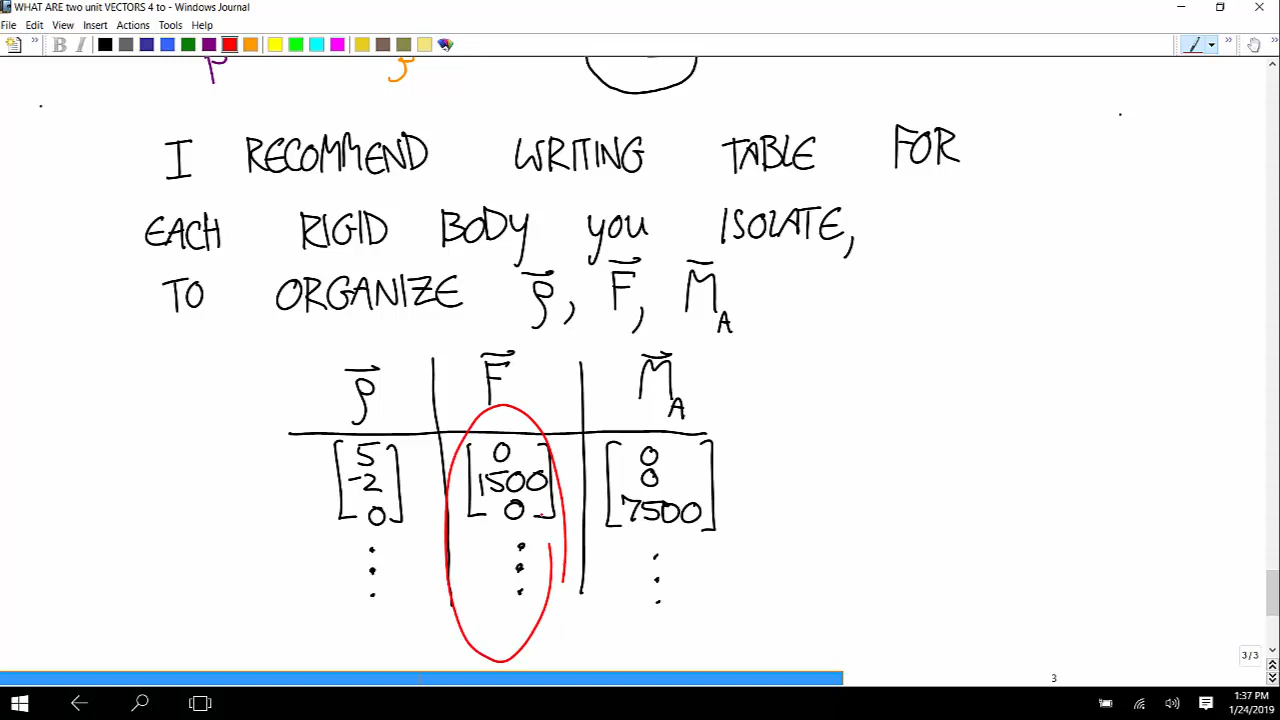 WHAT ARE two unit VECTORS 4 to - Windows Journal
File Edit View Insert Actions Tools Help
B I
I RECOMMEND WRITING TABLE FOR
EACH RIGID BODY you ISOLATE,
TO ORGANIZE ρ⃗, F⃗, M⃗_A
ρ⃗ F⃗ M⃗_A
5 0 0
-2 1500 0
0 0 7500
3/3
3
1:37 PM
1/24/2019